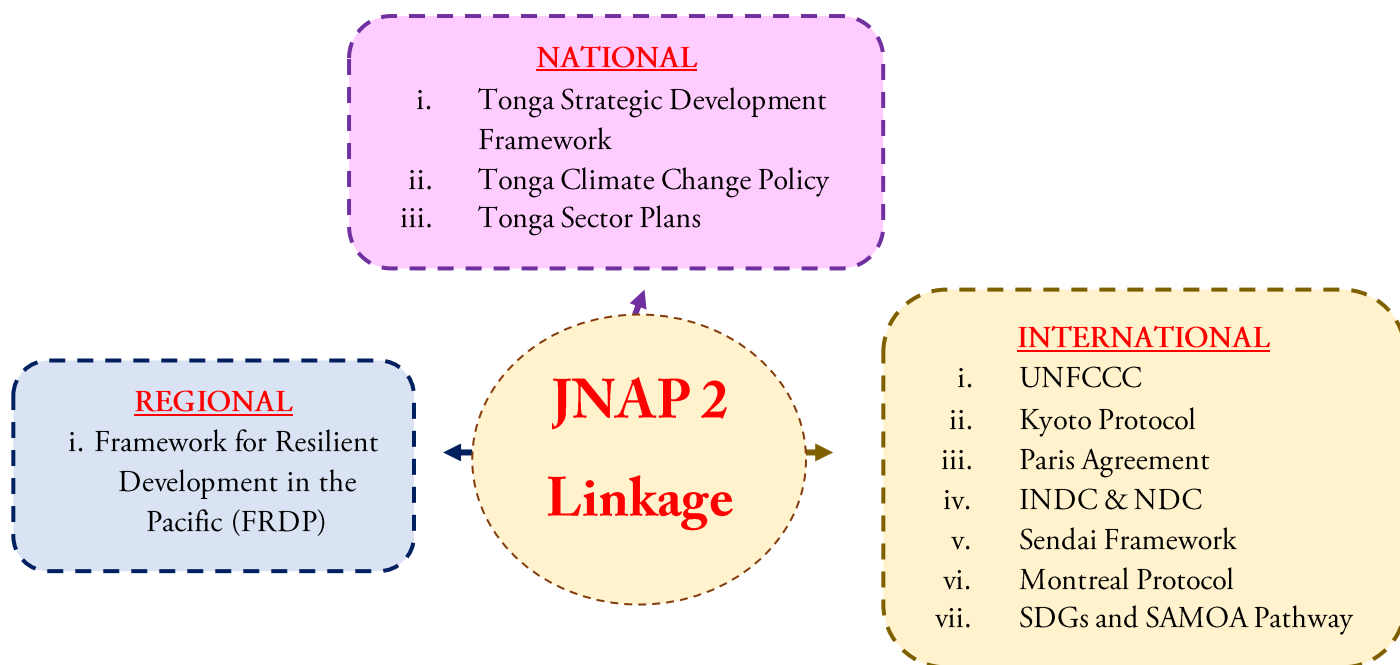 NATIONAL
i. Tonga Strategic Development
Framework
ii. Tonga Climate Change Policy
iii. Tonga Sector Plans
REGIONAL
i. Framework for Resilient
Development in the
Pacific (FRDP)
JNAP 2
Linkage
INTERNATIONAL
i. UNFCCC
ii. Kyoto Protocol
iii. Paris Agreement
iv. INDC & NDC
v. Sendai Framework
vi. Montreal Protocol
vii. SDGs and SAMOA Pathway